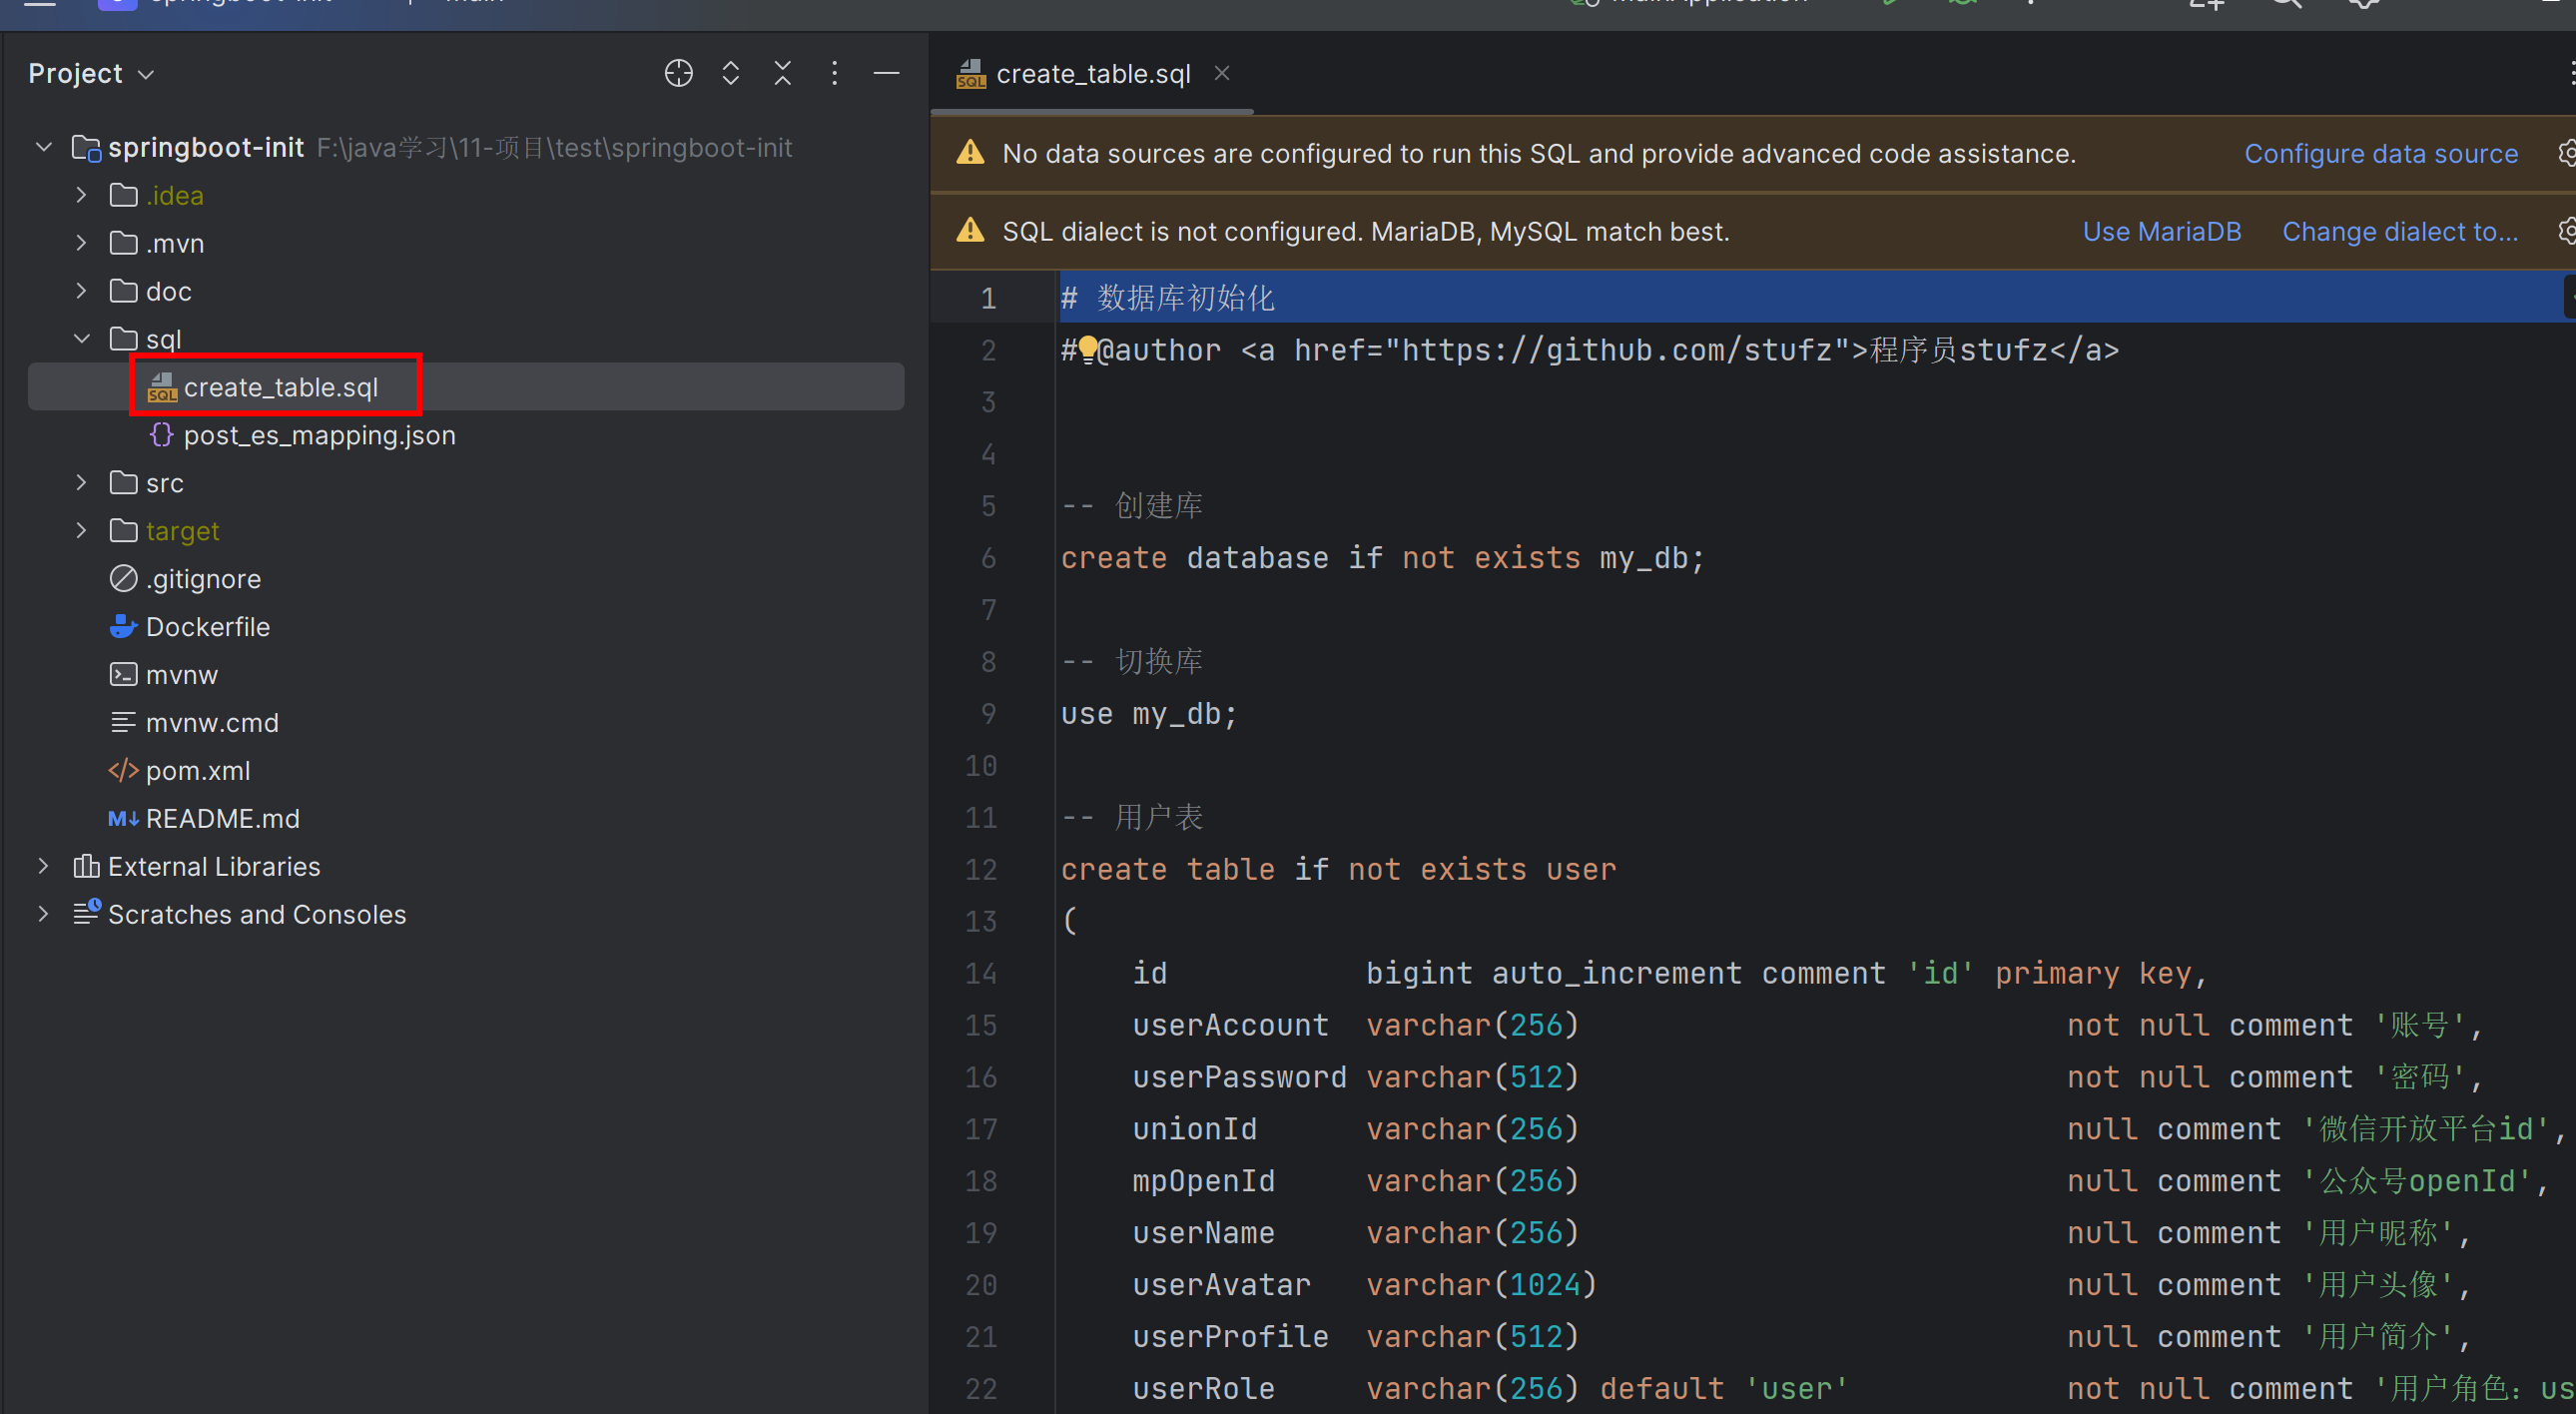 Project
springboot-init F:\java学习\11-项目\test\springboot-init
.idea
.mvn
doc
sql
create_table.sql
post_es_mapping.json
src
target
.gitignore
Dockerfile
mvnw
mvnw.cmd
pom.xml
README.md
External Libraries
Scratches and Consoles
create_table.sql
No data sources are configured to run this SQL and provide advanced code assistance. Configure data source
SQL dialect is not configured. MariaDB, MySQL match best. Use MariaDB Change dialect to...
1 # 数据库初始化
2 # @author <a href="https://github.com/stufz">程序员stufz</a>
3
4
5 -- 创建库
6 create database if not exists my_db;
7
8 -- 切换库
9 use my_db;
10
11 -- 用户表
12 create table if not exists user
13 (
14 id bigint auto_increment comment 'id' primary key,
15 userAccount varchar(256) not null comment '账号',
16 userPassword varchar(512) not null comment '密码',
17 unionId varchar(256) null comment '微信开放平台id',
18 mpOpenId varchar(256) null comment '公众号openId',
19 userName varchar(256) null comment '用户昵称',
20 userAvatar varchar(1024) null comment '用户头像',
21 userProfile varchar(512) null comment '用户简介',
22 userRole varchar(256) default 'user' not null comment '用户角色：us